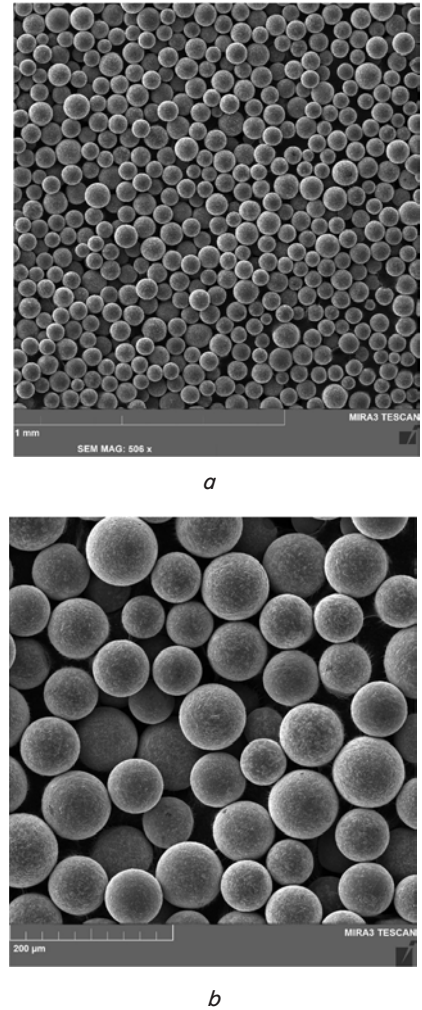 MIRA3 TESCAN
1 mm
SEM MAG: 506 x
a
MIRA3 TESCAN
200 µm
b